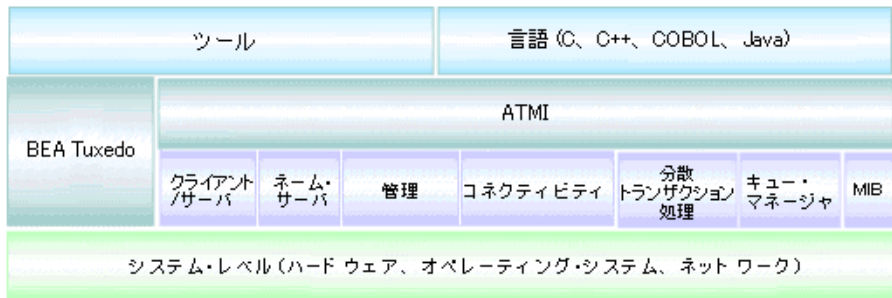 ツール
言語 (C、C++、COBOL、Java)
BEA Tuxedo
ATMI
クライアント
/サーバ
ネーム・
サーバ
管理
コネクティビティ
分散
トランザクション
処理
キュー・
マネージャ
MIB
システム・レベル (ハードウェア、オペレーティング・システム、ネットワーク)